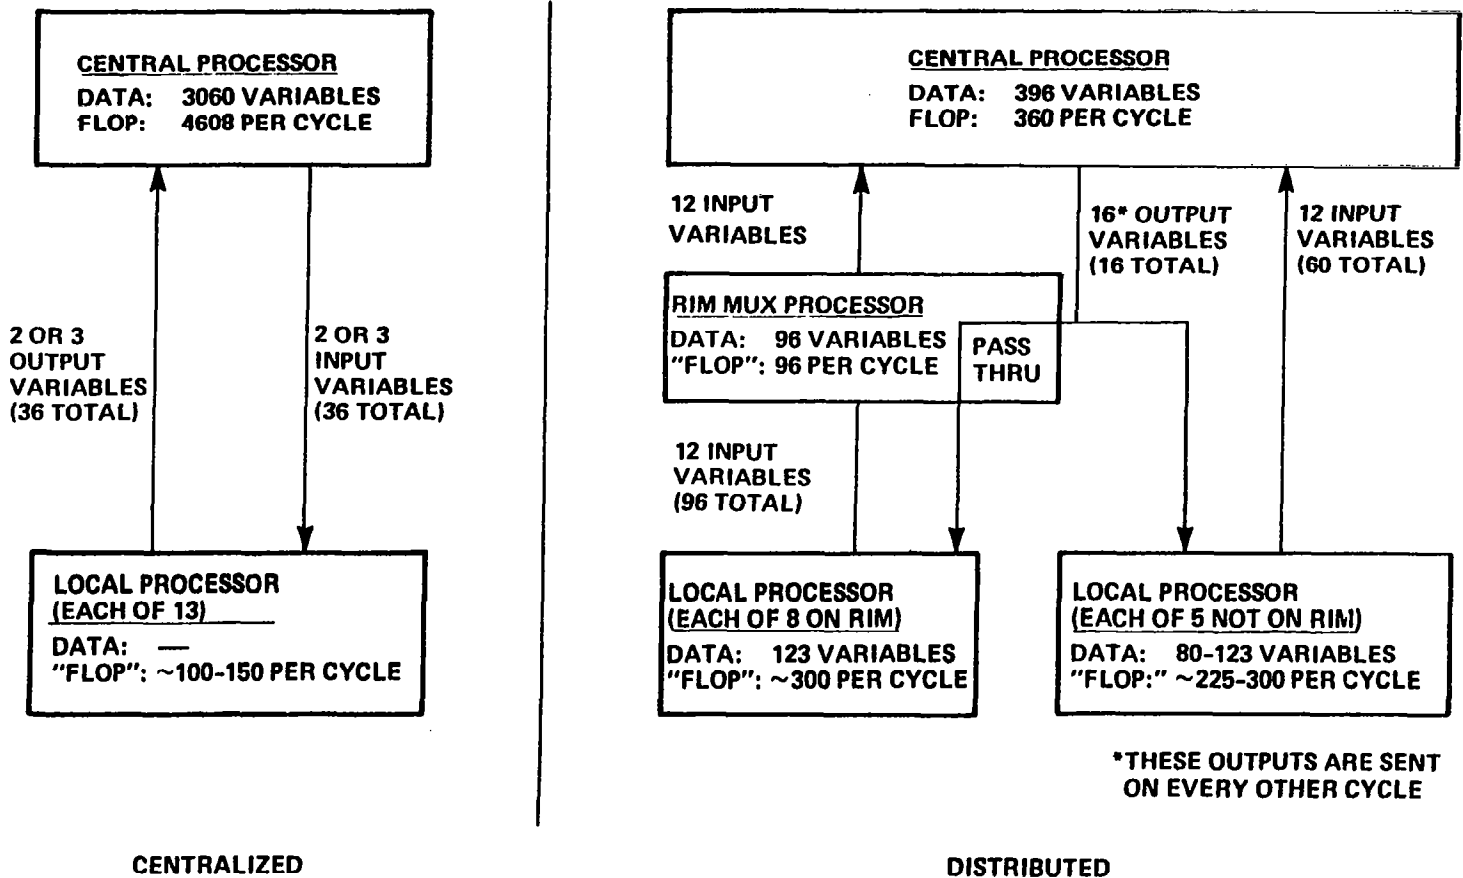 CENTRAL PROCESSOR
DATA: 3060 VARIABLES
FLOP: 4608 PER CYCLE
2 OR 3
OUTPUT
VARIABLES
(36 TOTAL)
2 OR 3
INPUT
VARIABLES
(36 TOTAL)
LOCAL PROCESSOR
(EACH OF 13)
DATA: —
"FLOP": ~100-150 PER CYCLE
CENTRALIZED
CENTRAL PROCESSOR
DATA: 396 VARIABLES
FLOP: 360 PER CYCLE
12 INPUT
VARIABLES
16* OUTPUT
VARIABLES
(16 TOTAL)
12 INPUT
VARIABLES
(60 TOTAL)
RIM MUX PROCESSOR
DATA: 96 VARIABLES
"FLOP": 96 PER CYCLE
PASS
THRU
12 INPUT
VARIABLES
(96 TOTAL)
LOCAL PROCESSOR
(EACH OF 8 ON RIM)
DATA: 123 VARIABLES
"FLOP": ~300 PER CYCLE
LOCAL PROCESSOR
(EACH OF 5 NOT ON RIM)
DATA: 80-123 VARIABLES
"FLOP:" ~225-300 PER CYCLE
*THESE OUTPUTS ARE SENT
ON EVERY OTHER CYCLE
DISTRIBUTED